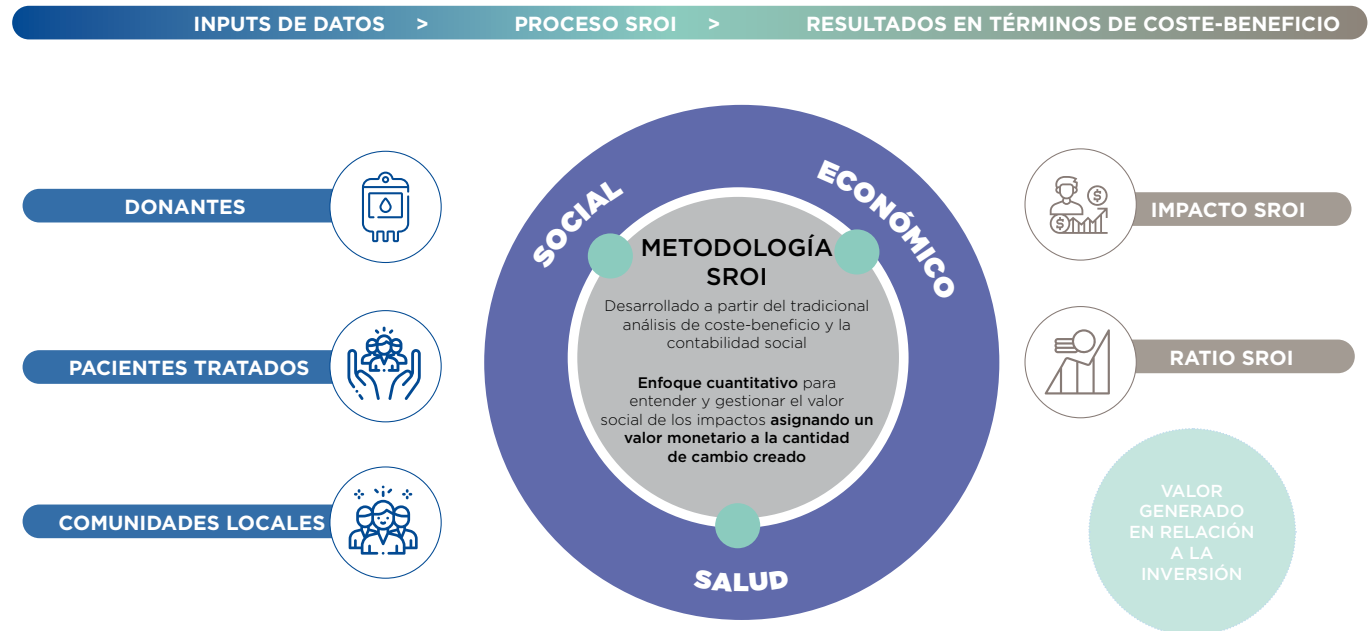 INPUTS DE DATOS > PROCESO SROI > RESULTADOS EN TÉRMINOS DE COSTE-BENEFICIO
DONANTES
PACIENTES TRATADOS
COMUNIDADES LOCALES
SOCIAL
ECONÓMICO
SALUD
METODOLOGÍA
SROI
Desarrollado a partir del tradicional
análisis de coste-beneficio y la
contabilidad social
Enfoque cuantitativo para
entender y gestionar el valor
social de los impactos asignando un
valor monetario a la cantidad
de cambio creado
IMPACTO SROI
RATIO SROI
VALOR
GENERADO
EN RELACIÓN
A LA
INVERSIÓN